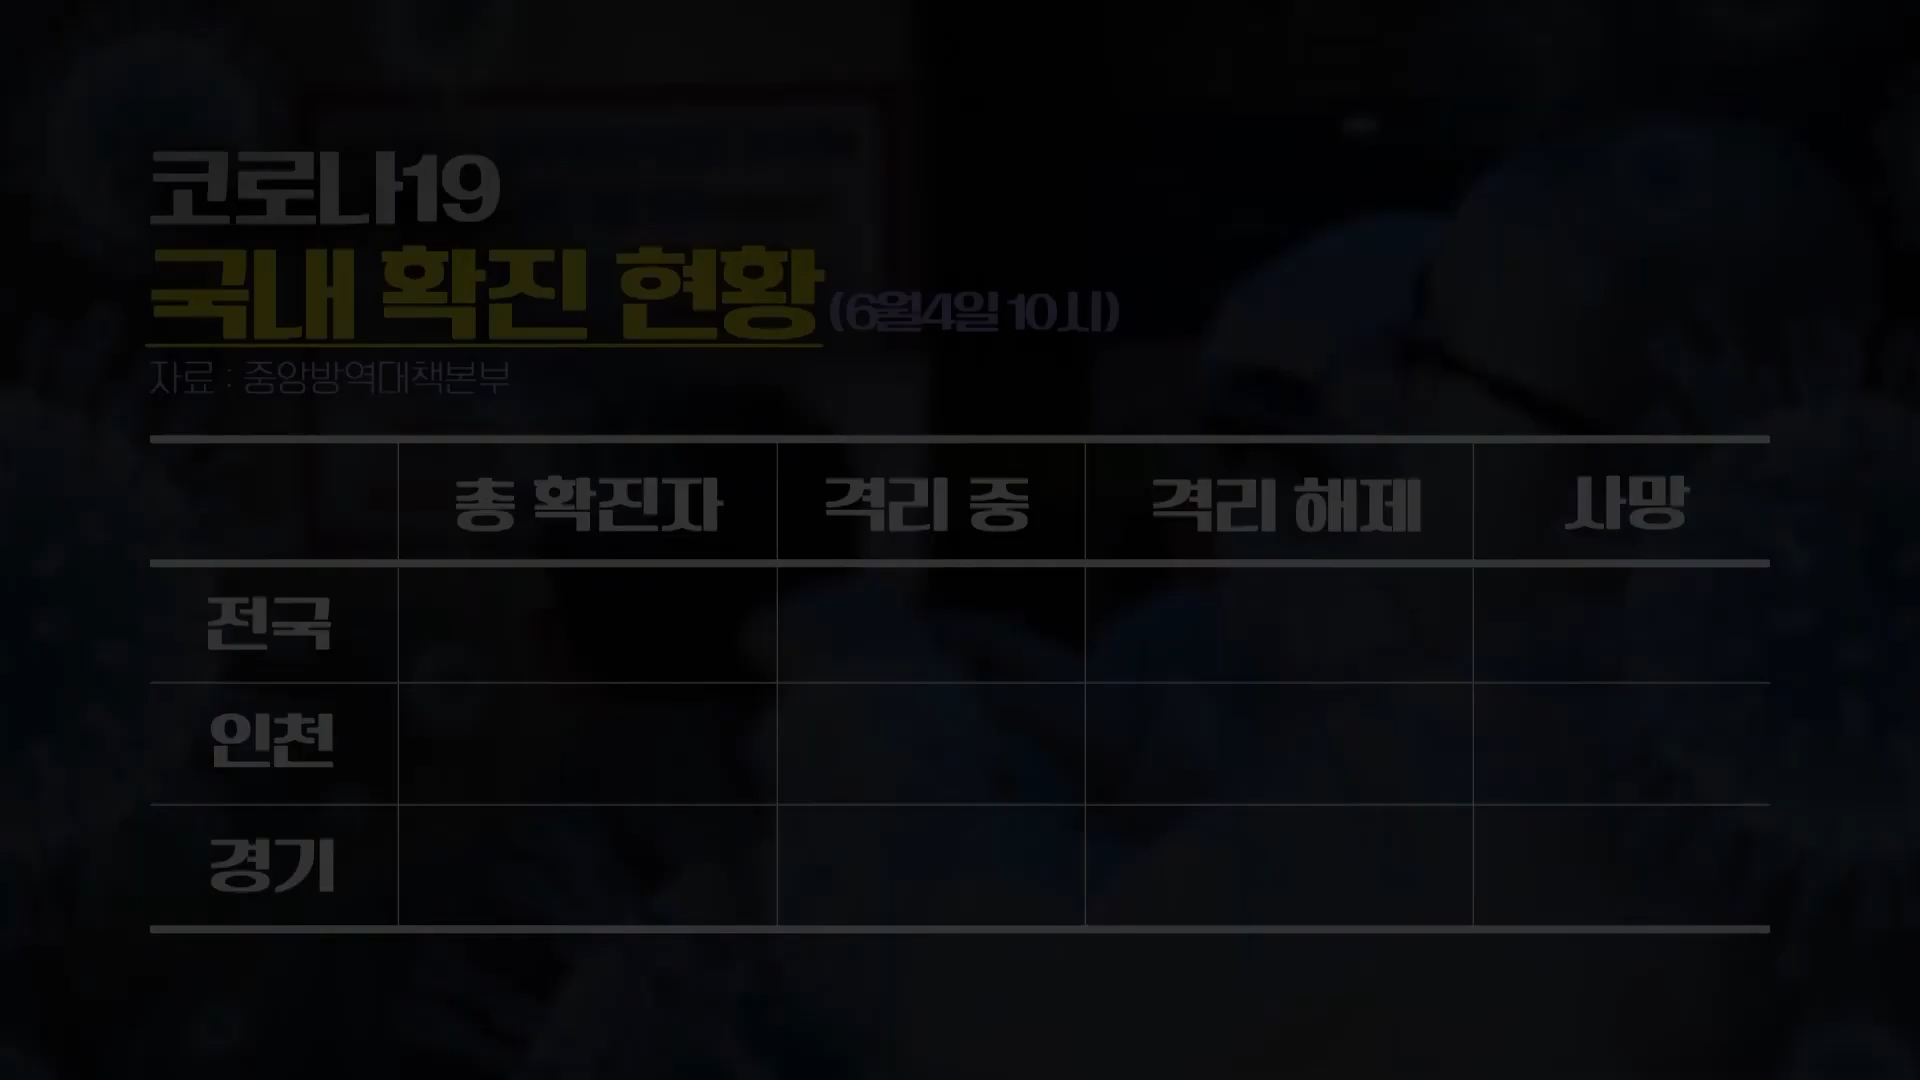 코로나19
국내 확진 현황 (6월4일 10시)
자료 : 중앙방역대책본부
총 확진자 격리 중 격리 해제 사망
전국
인천
경기